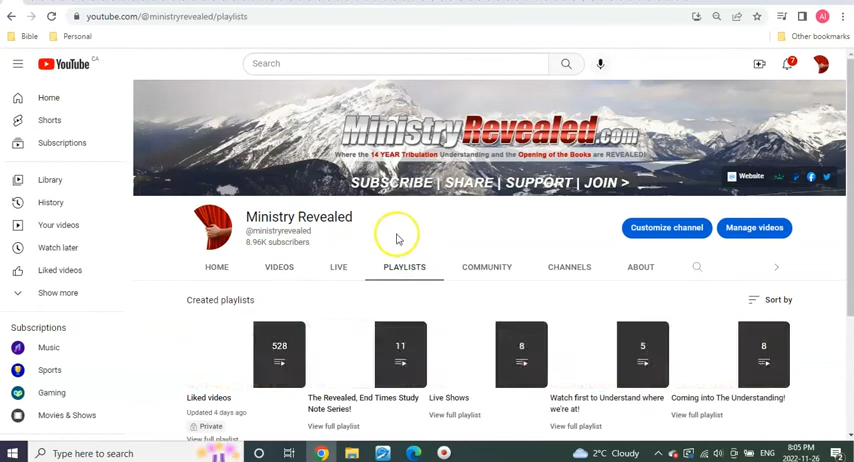 youtube.com/@ministryrevealed/playlists
AI
Bible
Personal
Other bookmarks
YouTube CA
Search
7
Home
Shorts
Subscriptions
Library
History
Your videos
Watch later
Liked videos
Show more
Subscriptions
Music
Sports
Gaming
Movies & Shows
MinistryRevealed.com
Where the 14 YEAR Tribulation Understanding and the Opening of the Books are REVEALED!
SUBSCRIBE | SHARE | SUPPORT | JOIN >
Website
Ministry Revealed
@ministryrevealed
8.96K subscribers
Customize channel
Manage videos
HOME
VIDEOS
LIVE
PLAYLISTS
COMMUNITY
CHANNELS
ABOUT
Created playlists
Sort by
528
11
8
5
8
Liked videos
Updated 4 days ago
Private
View full playlist
The Revealed, End Times Study
Note Series!
View full playlist
Live Shows
View full playlist
Watch first to Understand where
we're at!
View full playlist
Coming into The Understanding!
View full playlist
Type here to search
2°C Cloudy
ENG
8:05 PM
2022-11-26
2